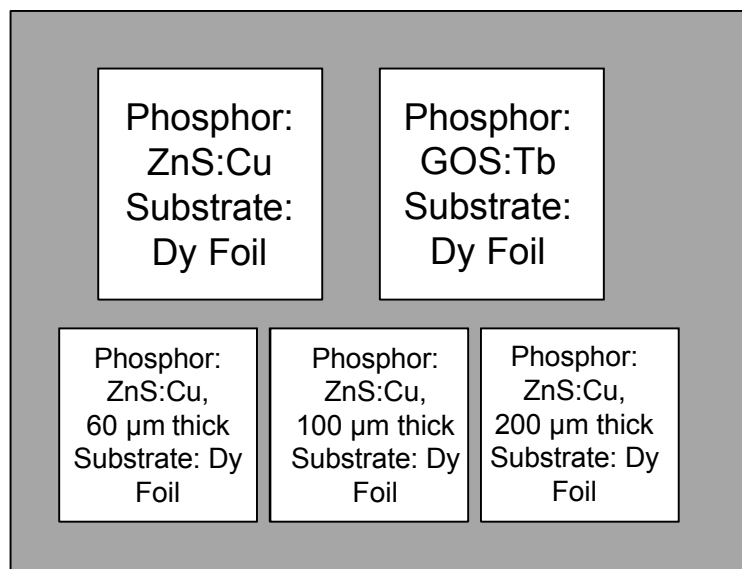 Phosphor:
ZnS:Cu
Substrate:
Dy Foil
Phosphor:
GOS:Tb
Substrate:
Dy Foil
Phosphor:
ZnS:Cu,
60 µm thick
Substrate: Dy
Foil
Phosphor:
ZnS:Cu,
100 µm thick
Substrate: Dy
Foil
Phosphor:
ZnS:Cu,
200 µm thick
Substrate: Dy
Foil